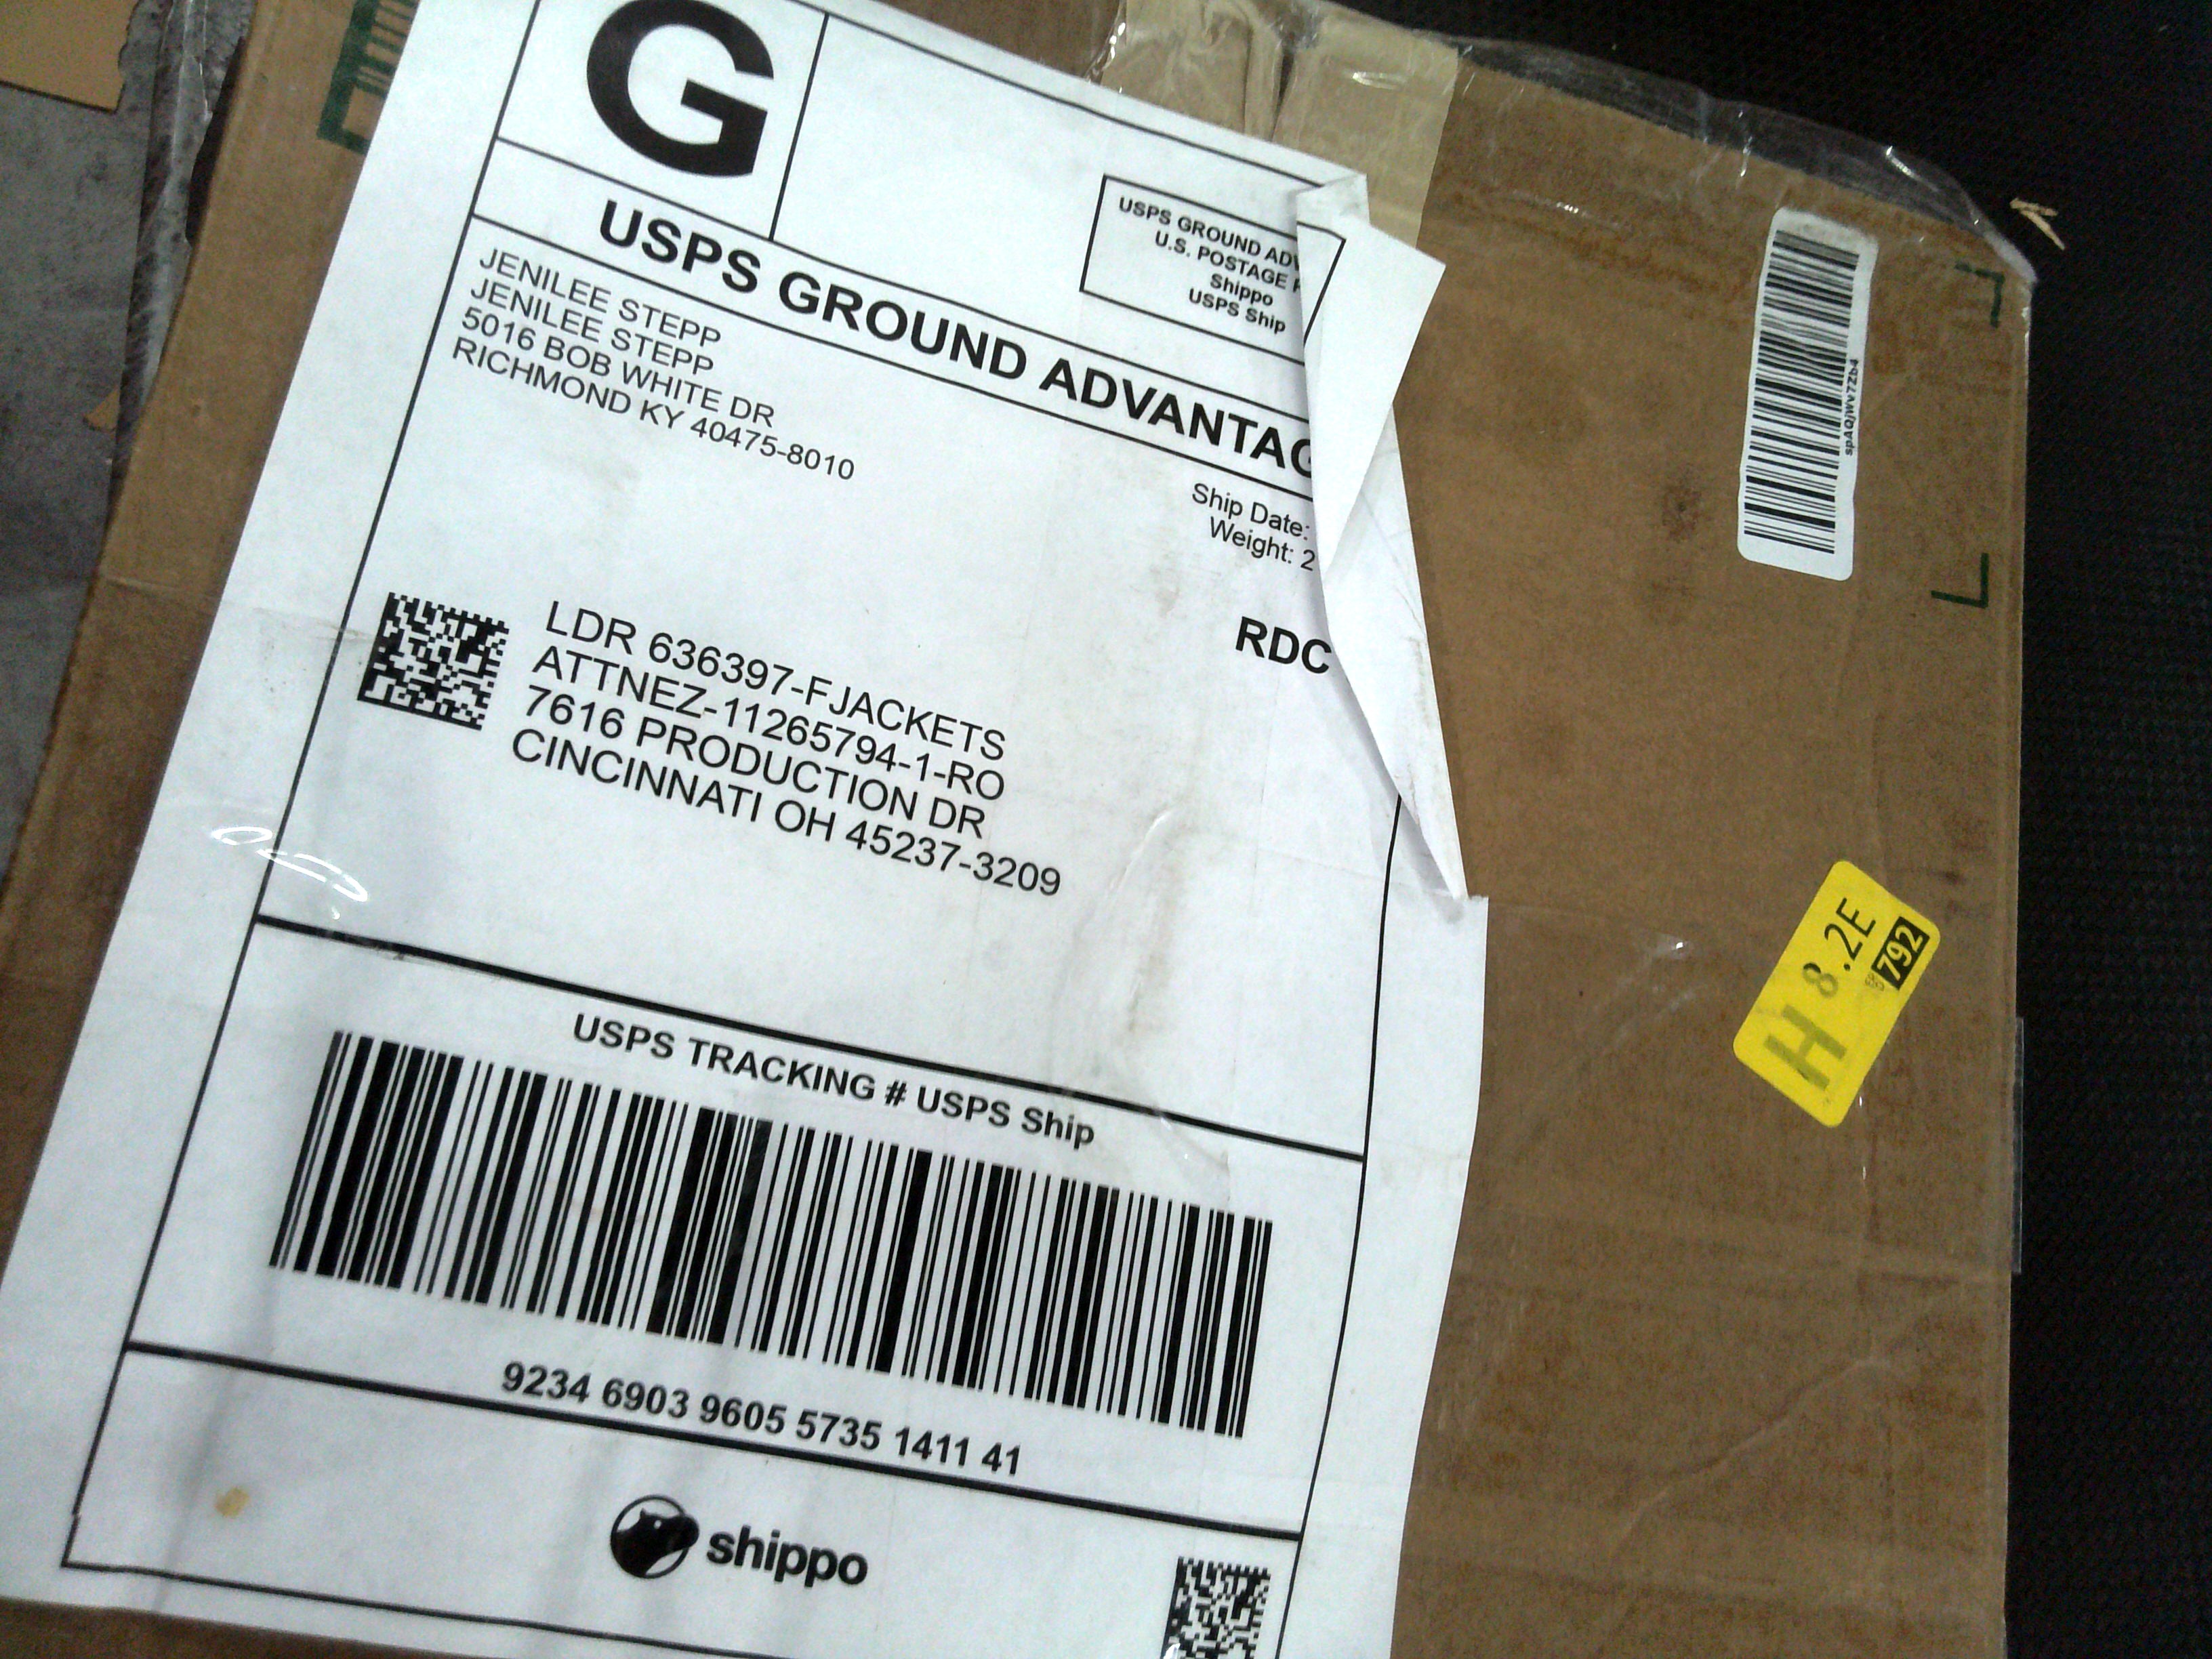 G
USPS GROUND ADV
U.S. POSTAGE
Shippo
USPS Ship
USPS GROUND ADVANTAG
JENILEE STEPP
JENILEE STEPP
5016 BOB WHITE DR
RICHMOND KY 40475-8010
Ship Date:
Weight: 2
RDC
LDR 636397-FJACKETS
ATTNEZ-11265794-1-RO
7616 PRODUCTION DR
CINCINNATI OH 45237-3209
USPS TRACKING # USPS Ship
9234 6903 9605 5735 1411 41
shippo
spAQjWv7Zb4
H 8.2E
792